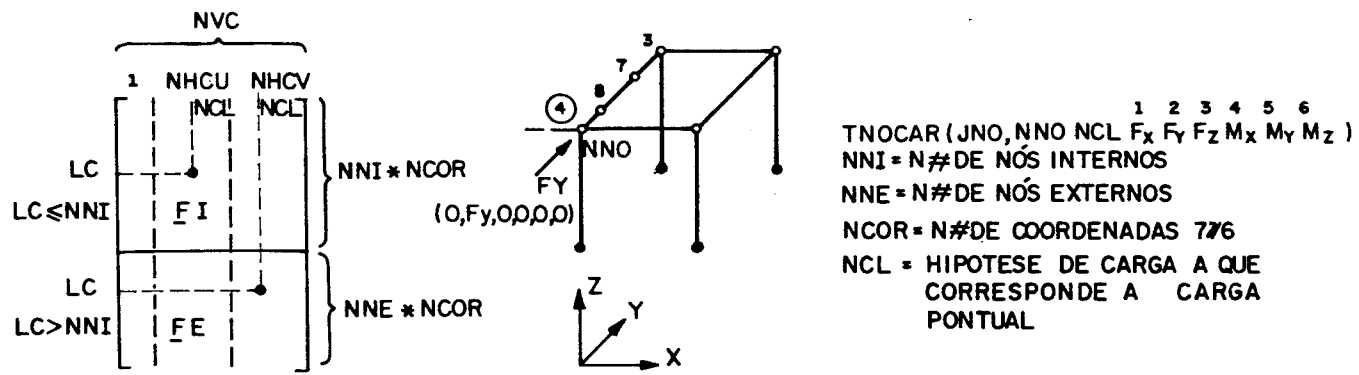 NVC
1 NHCU NHCV
NCL NCL
LC
LC≤NNI
FI
NNI * NCOR
LC
LC>NNI
FE
NNE * NCOR
3
7
8
4
NNO
FY
(0,Fy,0,0,0,0)
Z
Y
X
1 2 3 4 5 6
TNOCAR (JNO, NNO NCL FX FY FZ MX MY MZ)
NNI = N# DE NÓS INTERNOS
NNE = N# DE NÓS EXTERNOS
NCOR = N# DE COORDENADAS
NCL = HIPOTESE DE CARGA A QUE
CORRESPONDE A CARGA
PONTUAL